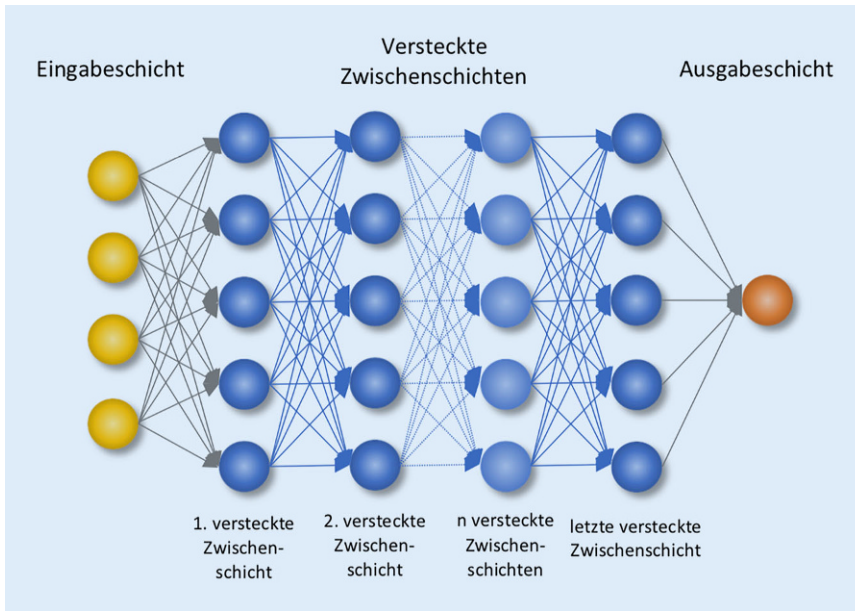 Eingabeschicht
Versteckte
Zwischenschichten
Ausgabeschicht
1. versteckte
Zwischen-
schicht
2. versteckte
Zwischen-
schicht
n versteckte
Zwischen-
schichten
letzte versteckte
Zwischenschicht